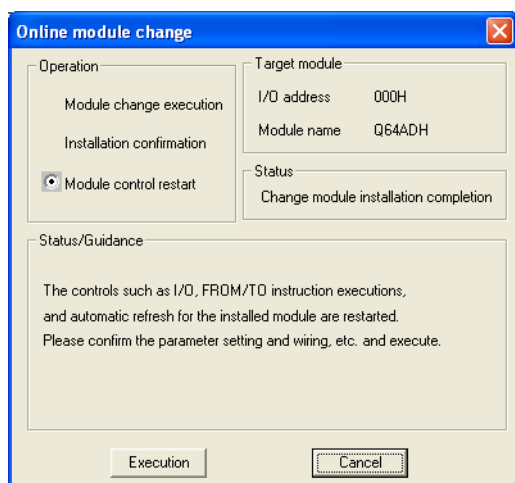 Online module change
Operation
Module change execution
Installation confirmation
Module control restart
Target module
I/O address 000H
Module name Q64ADH
Status
Change module installation completion
Status/Guidance
The controls such as I/O, FROM/TO instruction executions,
and automatic refresh for the installed module are restarted.
Please confirm the parameter setting and wiring, etc. and execute.
Execution Cancel